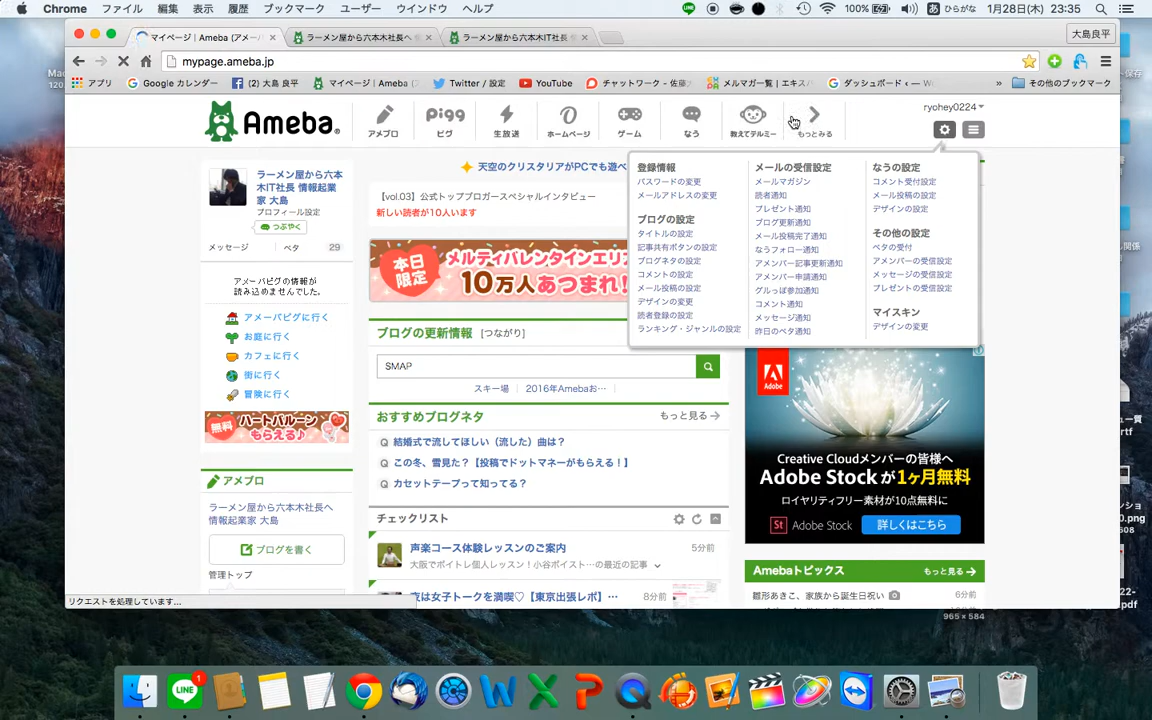 Chrome ファイル 編集 表示 履歴 ブックマーク ユーザー ウインドウ ヘルプ
100% あ ひらがな 1月28日(木) 23:35
マイページ | Ameba (アメー
ラーメン屋から六本木社長へ
ラーメン屋から六本木IT社長
大島良平
mypage.ameba.jp
アプリ
Google カレンダー
(2) 大島 良平
マイページ | Ameba (
Twitter / 設定
YouTube
チャットワーク - 佐藤
メルマガ一覧 | エキスパ
ダッシュボード ‹
»
その他のブックマーク
Ameba
アメブロ
pigg
ピグ
生放送
ホームページ
ゲーム
なう
教えてテルミー
もっとみる
ryohey0224
登録情報
パスワードの変更
メールアドレスの変更
ブログの設定
タイトルの設定
記事共有ボタンの設定
ブログネタの設定
コメントの設定
メール投稿の設定
デザインの変更
読者登録の設定
ランキング・ジャンルの設定
メールの受信設定
メールマガジン
読者通知
プレゼント通知
ブログ更新通知
メール投稿完了通知
なうフォロー通知
アメンバー記事更新通知
アメンバー申請通知
グルっぽ参加通知
コメント通知
メッセージ通知
昨日のペタ通知
なうの設定
コメント受付設定
メール投稿の設定
デザインの設定
その他の設定
ペタの受付
アメンバーの受信設定
メッセージの受信設定
プレゼントの受信設定
マイスキン
デザインの変更
ラーメン屋から六本
木IT社長 情報起業
家 大島
プロフィール設定
つぶやく
メッセージ
ペタ 29
アメーバピグの情報が
読み込めませんでした。
アメーバピグに行く
お庭に行く
カフェに行く
街に行く
冒険に行く
無料
ハートバルーン
もらえる♪
アメブロ
ラーメン屋から六本木社長へ
情報起業家 大島
ブログを書く
管理トップ
天空のクリスタリアがPCでも遊べ
【vol.03】公式トップブロガースペシャルインタビュー
新しい読者が10人います
本日
限定
メルティバレンタインエリ
10万人あつまれ!
ブログの更新情報 [つながり]
SMAP
スキー場
2016年Amebaお…
おすすめブログネタ
もっと見る
Q 結婚式で流してほしい（流した）曲は？
Q この冬、雪見た？【投稿でドットマネーがもらえる！】
Q カセットテープって知ってる？
チェックリスト
声楽コース体験レッスンのご案内
5分前
大阪でボイトレ個人レッスン！小谷ボイスト…の最近の記事
夜は女子トークを満喫♡【東京出張レポ】…
8分前
Adobe
Creative Cloudメンバーの皆様へ
Adobe Stockが1ヶ月無料
ロイヤリティフリー素材が10点無料に
St Adobe Stock
詳しくはこちら
Amebaトピックス
もっと見る
雛形あきこ、家族から誕生日祝い
6分前
リクエストを処理しています...
965 × 584
LINE
1